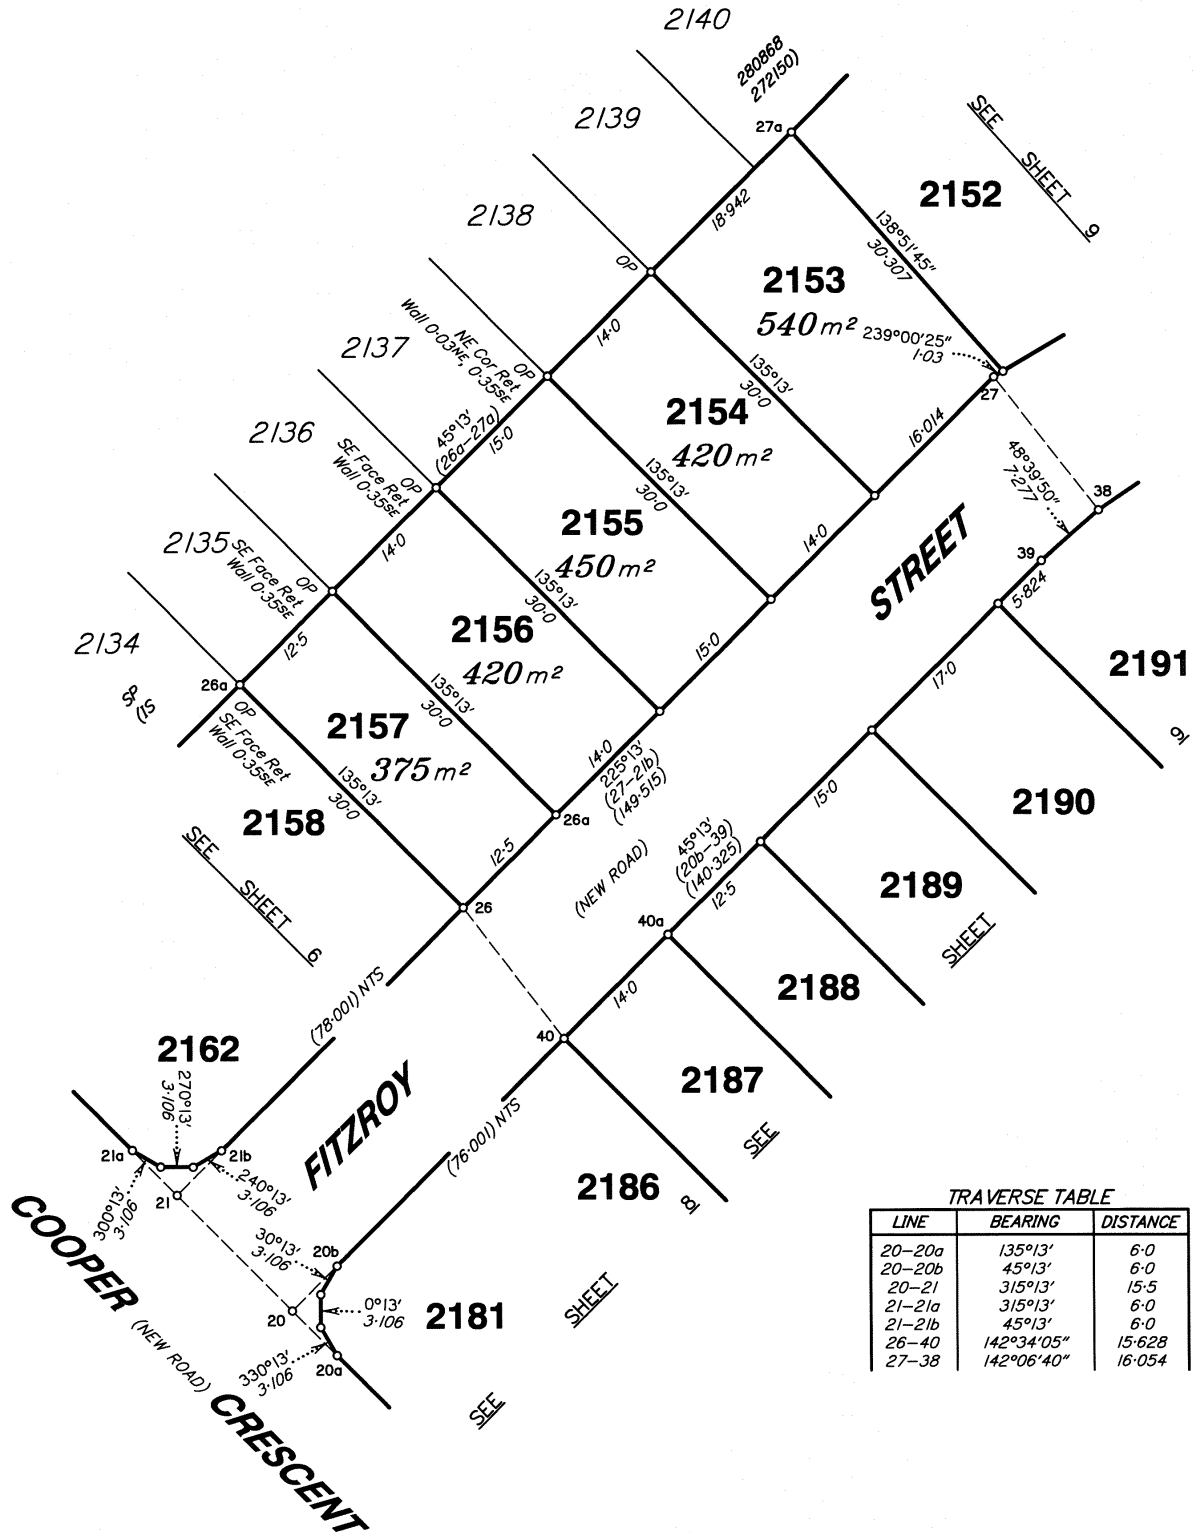 2140
280868
272150)
2139
27a
SEE
SHEET
9
2152
2138
18·942
138°51'45"
30·307
OP
2153
540 m²
239°00'25"
1·03
2137
NE Cor Ret
Wall 0·03NE, 0·35SE
OP
14·0
135°13'
30·0
27
2154
420 m²
16·014
2136
45°13'
(26a–27a)
15·0
SE Face Ret
Wall 0·35SE
OP
135°13'
30·0
48°39'50"
7·277
38
2155
450 m²
14·0
39
STREET
2135
SE Face Ret
Wall 0·35SE
OP
14·0
135°13'
30·0
5·824
2156
420 m²
15·0
17·0
2191
2134
12·5
26a
SP
IS)
OP
SE Face Ret
Wall 0·35SE
135°13'
30·0
2157
375 m²
14·0
225°13'
(27–21b)
(149·515)
19
135°13'
30·0
2158
26a
15·0
2190
SEE
SHEET
6
12·5
(NEW ROAD)
45°13'
(20b–39)
(140·325)
12·5
2189
26
40a
SHEET
(78·001) NTS
14·0
2188
2162
40
2187
270°13'
3·106
FITZROY
(76·001) NTS
SEE
21a
21b
240°13'
3·106
300°13'
3·106
21
2186
18
30°13'
3·106
20b
COOPER
(NEW ROAD)
CRESCENT
20
0°13'
3·106
2181
SHEET
330°13'
3·106
20a
SEE
TRAVERSE TABLE
LINE BEARING DISTANCE
20–20a 135°13' 6·0
20–20b 45°13' 6·0
20–21 315°13' 15·5
21–21a 315°13' 6·0
21–21b 45°13' 6·0
26–40 142°34'05" 15·628
27–38 142°06'40" 16·054